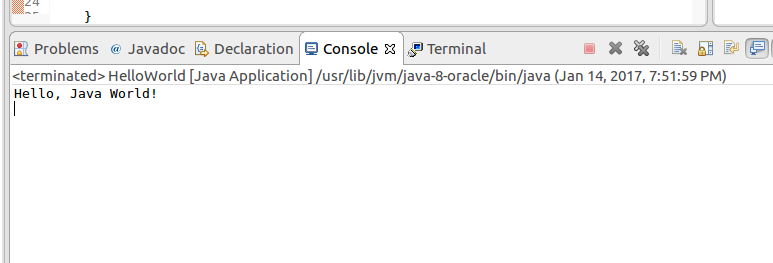 24
}
Problems @ Javadoc Declaration Console Terminal
<terminated> HelloWorld [Java Application] /usr/lib/jvm/java-8-oracle/bin/java (Jan 14, 2017, 7:51:59 PM)
Hello, Java World!